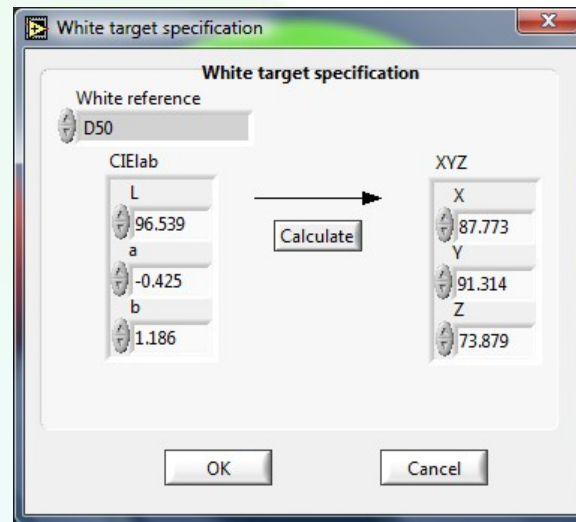 White target specification
White target specification
White reference
D50
CIElab
XYZ
L
96.539
a
-0.425
b
1.186
Calculate
X
87.773
Y
91.314
Z
73.879
OK
Cancel